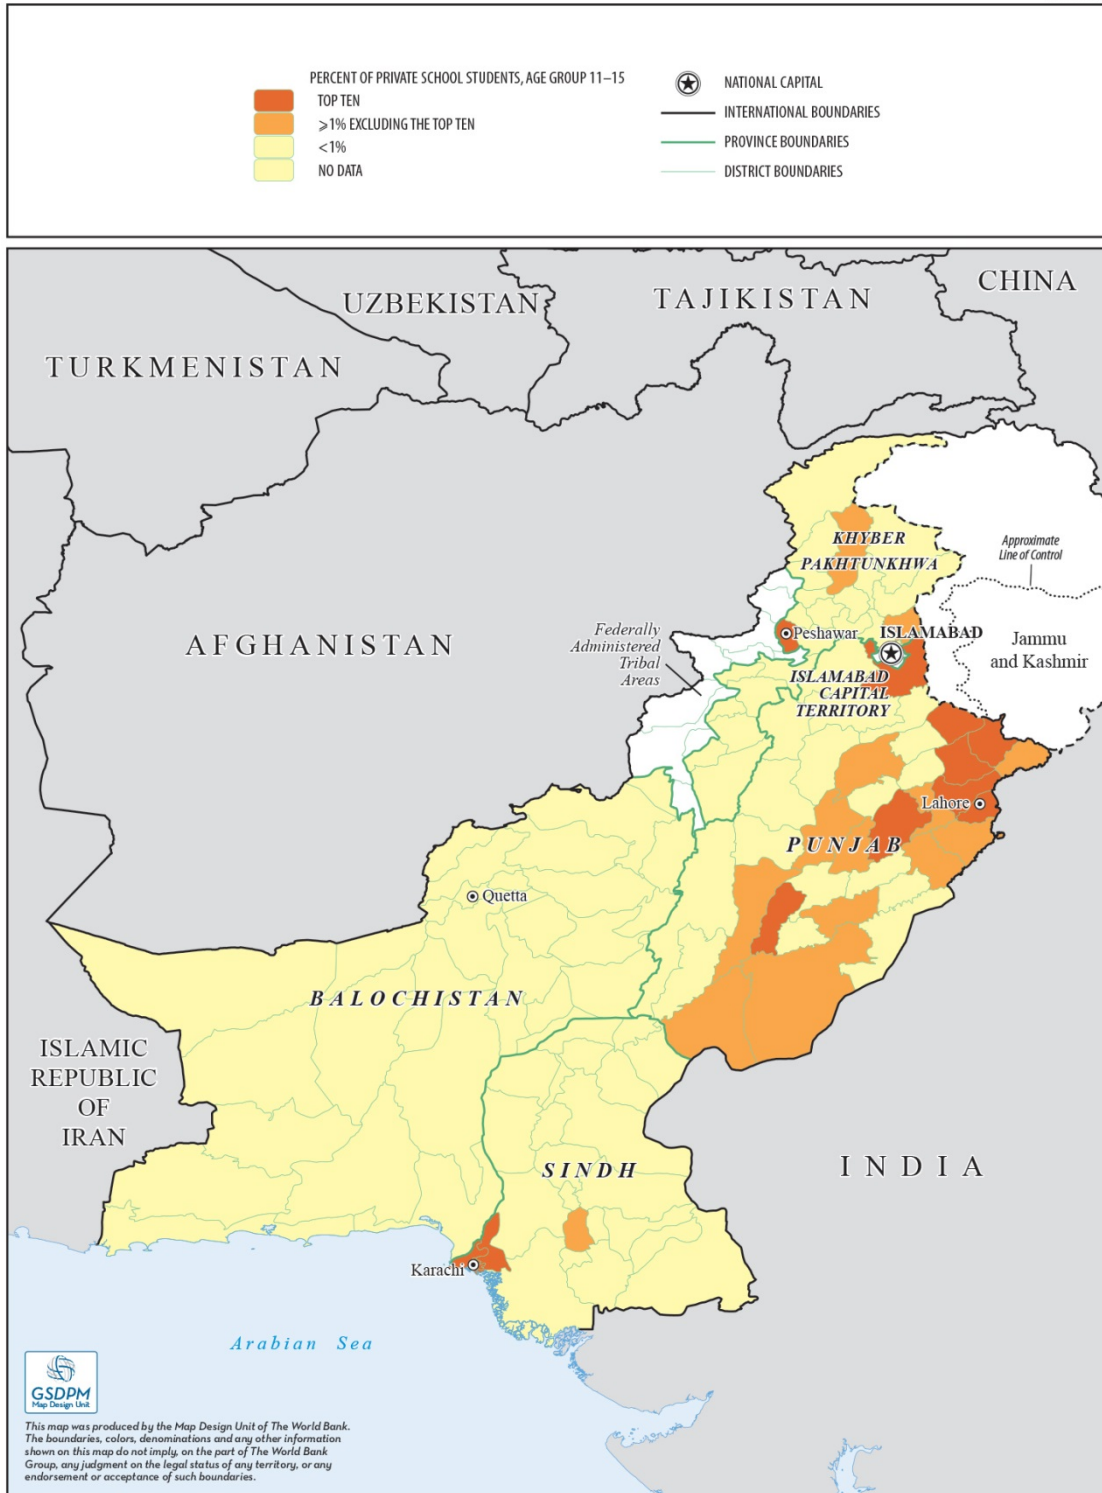 PERCENT OF PRIVATE SCHOOL STUDENTS, AGE GROUP 11–15
TOP TEN
⩾1% EXCLUDING THE TOP TEN
<1%
NO DATA
NATIONAL CAPITAL
INTERNATIONAL BOUNDARIES
PROVINCE BOUNDARIES
DISTRICT BOUNDARIES
UZBEKISTAN
TAJIKISTAN
CHINA
TURKMENISTAN
KHYBER
PAKHTUNKHWA
Approximate
Line of Control
AFGHANISTAN
Federally
Administered
Tribal
Areas
Peshawar
ISLAMABAD
Jammu
and Kashmir
ISLAMABAD
CAPITAL
TERRITORY
Lahore
PUNJAB
Quetta
BALOCHISTAN
ISLAMIC
REPUBLIC
OF
IRAN
SINDH
INDIA
Karachi
Arabian Sea
GSDPM
Map Design Unit
This map was produced by the Map Design Unit of The World Bank.
The boundaries, colors, denominations and any other information
shown on this map do not imply, on the part of The World Bank
Group, any judgment on the legal status of any territory, or any
endorsement or acceptance of such boundaries.